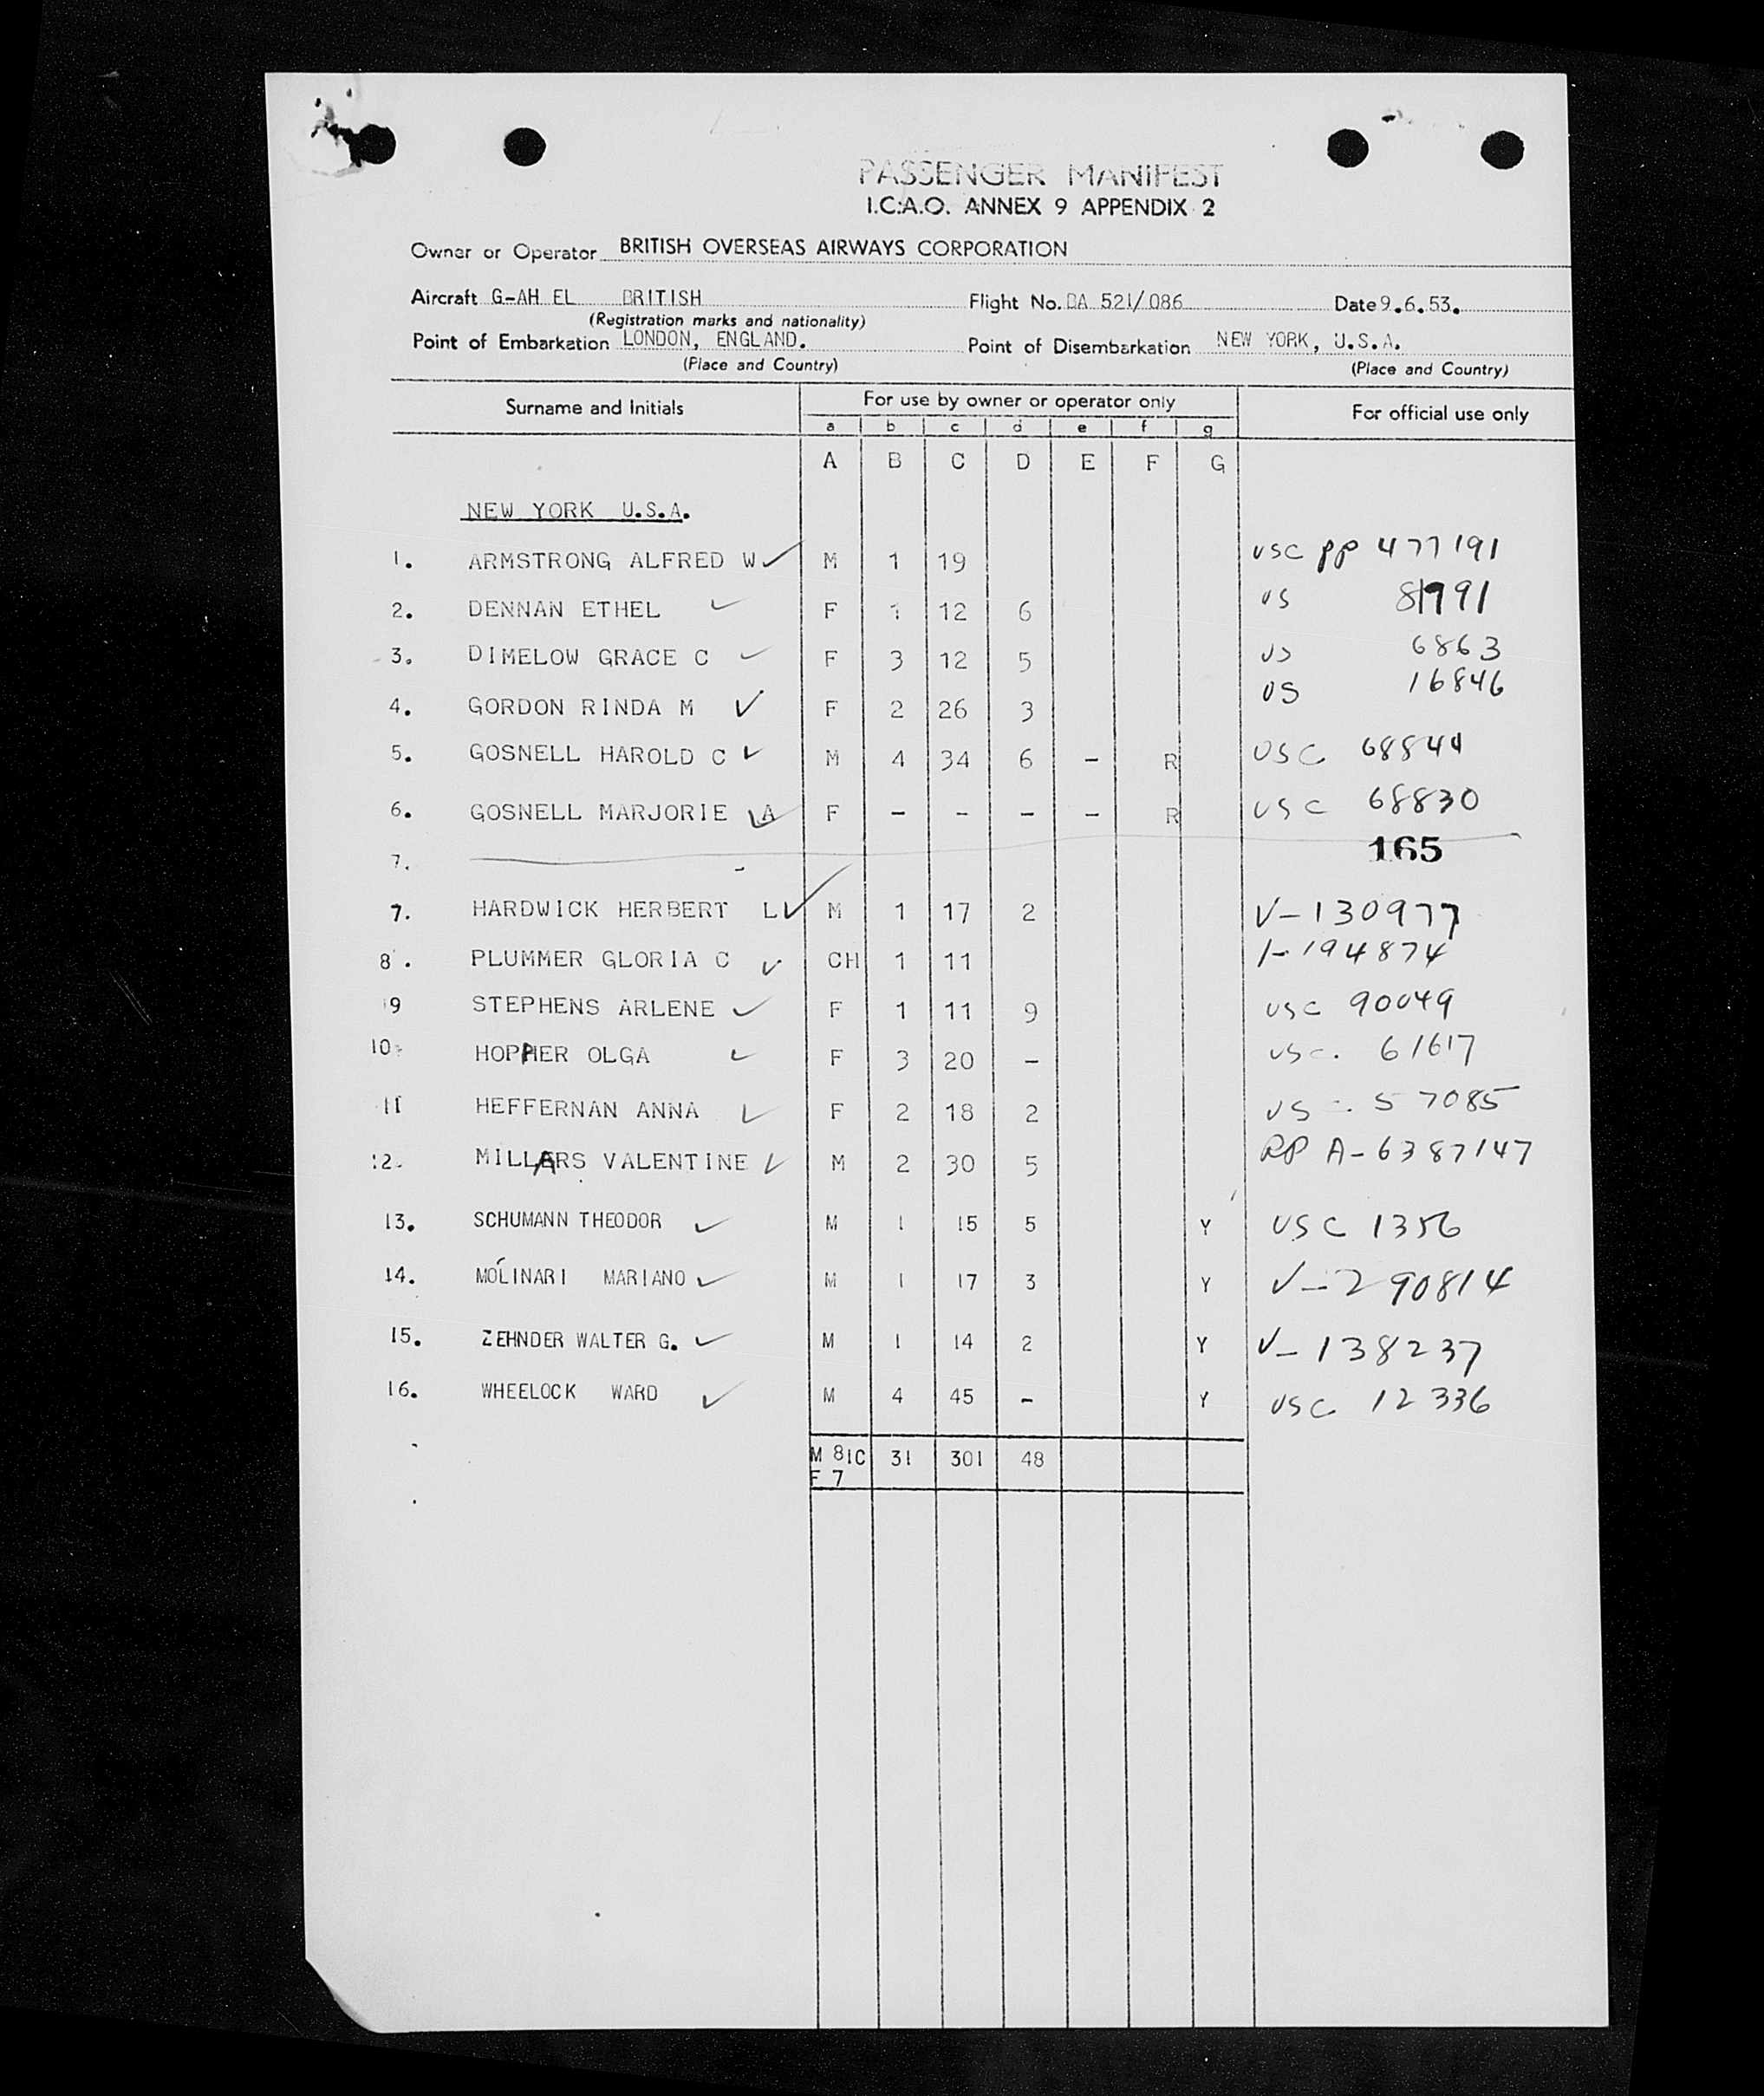 PASSENGER MANIFEST
I.C.A.O. ANNEX 9 APPENDIX 2
Owner or Operator BRITISH OVERSEAS AIRWAYS CORPORATION
Aircraft G-AH EL BRITISH Flight No. BA 521/086 Date 9.6.53.
(Registration marks and nationality)
Point of Embarkation LONDON, ENGLAND. Point of Disembarkation NEW YORK, U.S.A.
(Place and Country) (Place and Country)
Surname and Initials For use by owner or operator only For official use only
a b c d e f g
A B C D E F G
NEW YORK U.S.A.
1. ARMSTRONG ALFRED W M 1 19 USC PP 477191
2. DENNAN ETHEL F 1 12 6 US 81991
3. DIMELOW GRACE C F 3 12 5 US 6863
4. GORDON RINDA M F 2 26 3 US 16846
5. GOSNELL HAROLD C M 4 34 6 - R USC 68844
6. GOSNELL MARJORIE A F - - - - R USC 68830
7. 165
7. HARDWICK HERBERT L M 1 17 2 V-130977
8. PLUMMER GLORIA C CH 1 11 1-194874
9 STEPHENS ARLENE F 1 11 9 USC 90049
10. HOPPHER OLGA F 3 20 - USC. 61617
11 HEFFERNAN ANNA F 2 18 2 US 57085
12. MILLARS VALENTINE M 2 30 5 RP A-6387147
13. SCHUMANN THEODOR M 1 15 5 Y USC 1356
14. MOLINARI MARIANO M 1 17 3 Y V-290814
15. ZEHNDER WALTER G. M 1 14 2 Y V-138237
16. WHEELOCK WARD M 4 45 - Y USC 12336
M 8 1C 31 301 48
F 7